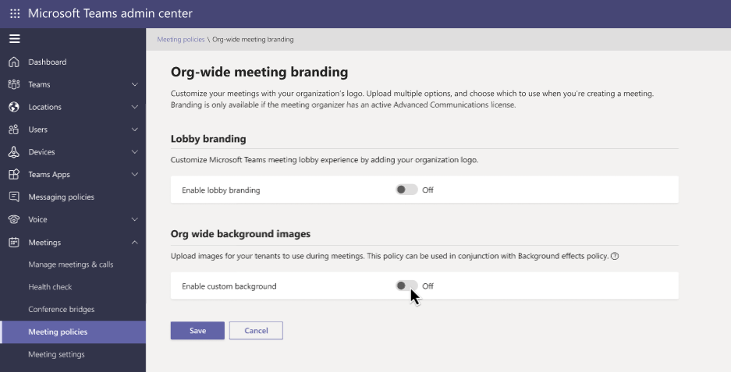 Microsoft Teams admin center
Dashboard
Teams
Locations
Users
Devices
Teams Apps
Messaging policies
Voice
Meetings
Manage meetings & calls
Health check
Conference bridges
Meeting policies
Meeting settings
Meeting policies \ Org-wide meeting branding
Org-wide meeting branding
Customize your meetings with your organization's logo. Upload multiple options, and choose which to use when you're creating a meeting.
Branding is only available if the meeting organizer has an active Advanced Communications license.
Lobby branding
Customize Microsoft Teams meeting lobby experience by adding your organization logo.
Enable lobby branding Off
Org wide background images
Upload images for your tenants to use during meetings. This policy can be used in conjunction with Background effects policy.
Enable custom background Off
Save Cancel